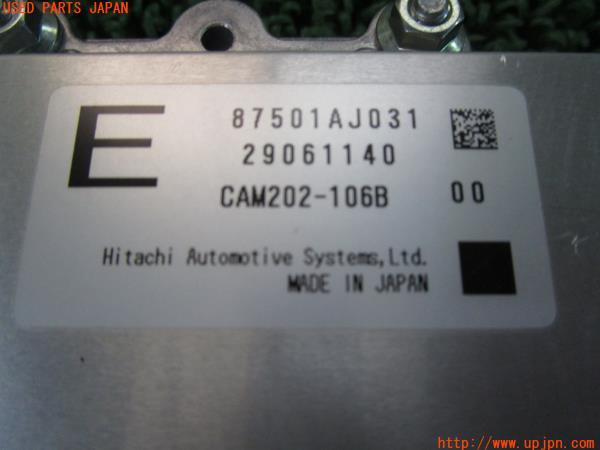 USED PARTS JAPAN
E
87501AJ031
29061140
CAM202-106B 00
Hitachi Automotive Systems,Ltd.
MADE IN JAPAN
http://www.upjpn.com/